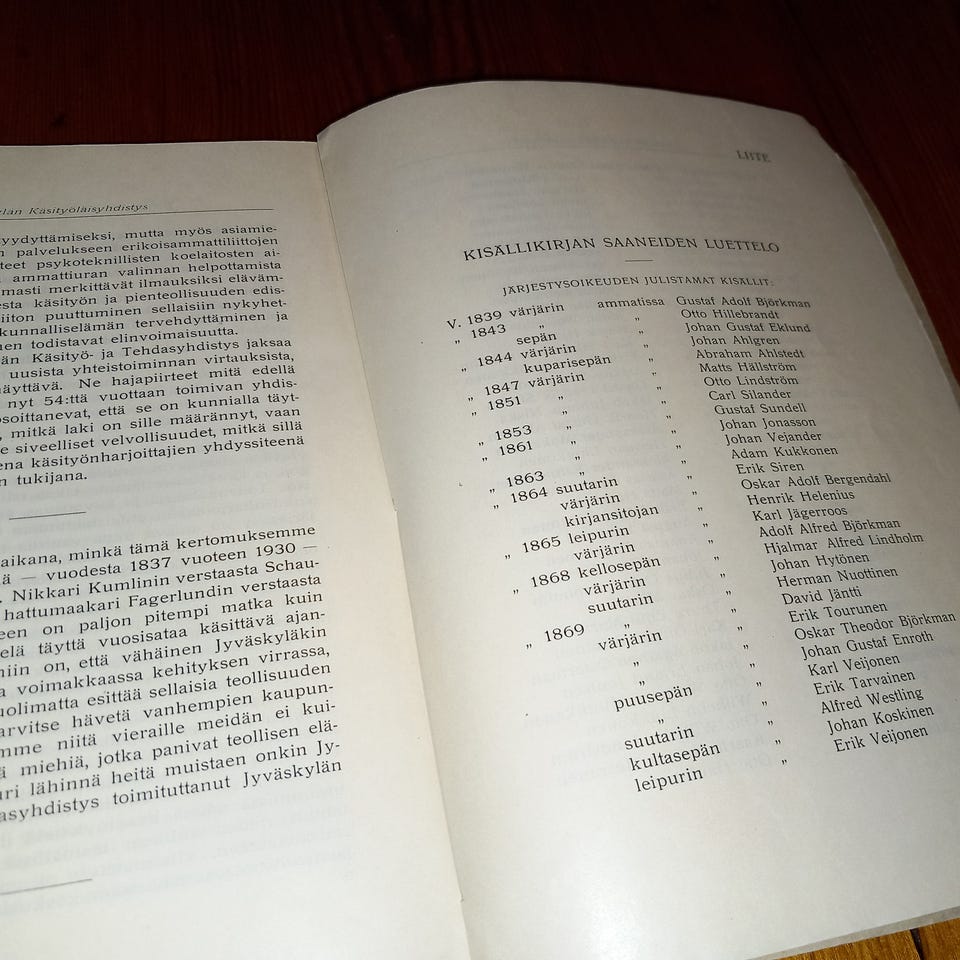 lan Käsityöläisyhdistys
yydyttämiseksi, mutta myös asiamie-
n palvelukseen erikoisammattiliittojen
teet psykoteknillisten koelaitosten ai-
ammattiuran valinnan helpottamista
masti merkittävät ilmauksiksi eläväm-
esta käsityön ja pienteollisuuden edis-
iiton puuttuminen sellaisiin nykyhet-
kunnalliselämän tervehdyttäminen ja
nen todistavat elinvoimaisuutta.
än Käsityö- ja Tehdasyhdistys jaksaa
uusista yhteistoiminnan virtauksista,
näyttävä. Ne hajapiirteet mitä edellä
nyt 54:ttä vuottaan toimivan yhdis-
osoittanevat, että se on kunnialla täyt-
, mitkä laki on sille määrännyt, vaan
e siveelliset velvollisuudet, mitkä sillä
ena käsityönharjoittajien yhdyssiteenä
n tukijana.
aikana, minkä tämä kertomuksemme
ä — vuodesta 1837 vuoteen 1930 —
. Nikkari Kumlinin verstaasta Schau-
hattumaakari Fagerlundin verstaasta
een on paljon pitempi matka kuin
elä täyttä vuosisataa käsittävä ajan-
niin on, että vähäinen Jyväskyläkin
a voimakkaassa kehityksen virrassa,
uolimatta esittää sellaisia teollisuuden
arvitse hävetä vanhempien kaupun-
mme niitä vieraille meidän ei kui-
ä miehiä, jotka panivat teollisen elä-
uri lähinnä heitä muistaen onkin Jy-
asyhdistys toimituttanut Jyväskylän
LIITE
KISÄLLIKIRJAN SAANEIDEN LUETTELO
JÄRJESTYSOIKEUDEN JULISTAMAT KISÄLLIT:
V. 1839 värjärin ammatissa Gustaf Adolf Björkman
„ 1843 „ „ Otto Hillebrandt
sepän „ Johan Gustaf Eklund
„ 1844 värjärin „ Johan Ahlgren
kuparisepän „ Abraham Ahlstedt
„ 1847 värjärin „ Matts Hällström
„ 1851 „ „ Otto Lindström
„ „ Carl Silander
„ 1853 „ „ Gustaf Sundell
„ 1861 „ „ Johan Jonasson
„ Johan Vejander
„ 1863 „ „ Adam Kukkonen
„ 1864 suutarin „ Erik Siren
värjärin „ Oskar Adolf Bergendahl
kirjansitojan „ Henrik Helenius
„ 1865 leipurin „ Karl Jägerroos
värjärin „ Adolf Alfred Björkman
„ 1868 kellosepän „ Hjalmar Alfred Lindholm
värjärin „ Johan Hytönen
suutarin „ Herman Nuottinen
„ 1869 „ „ David Jäntti
värjärin „ Erik Tourunen
„ „ Oskar Theodor Björkman
„ „ Johan Gustaf Enroth
puusepän „ Karl Veijonen
„ „ Erik Tarvainen
suutarin „ Alfred Westling
kultasepän „ Johan Koskinen
leipurin „ Erik Veijonen